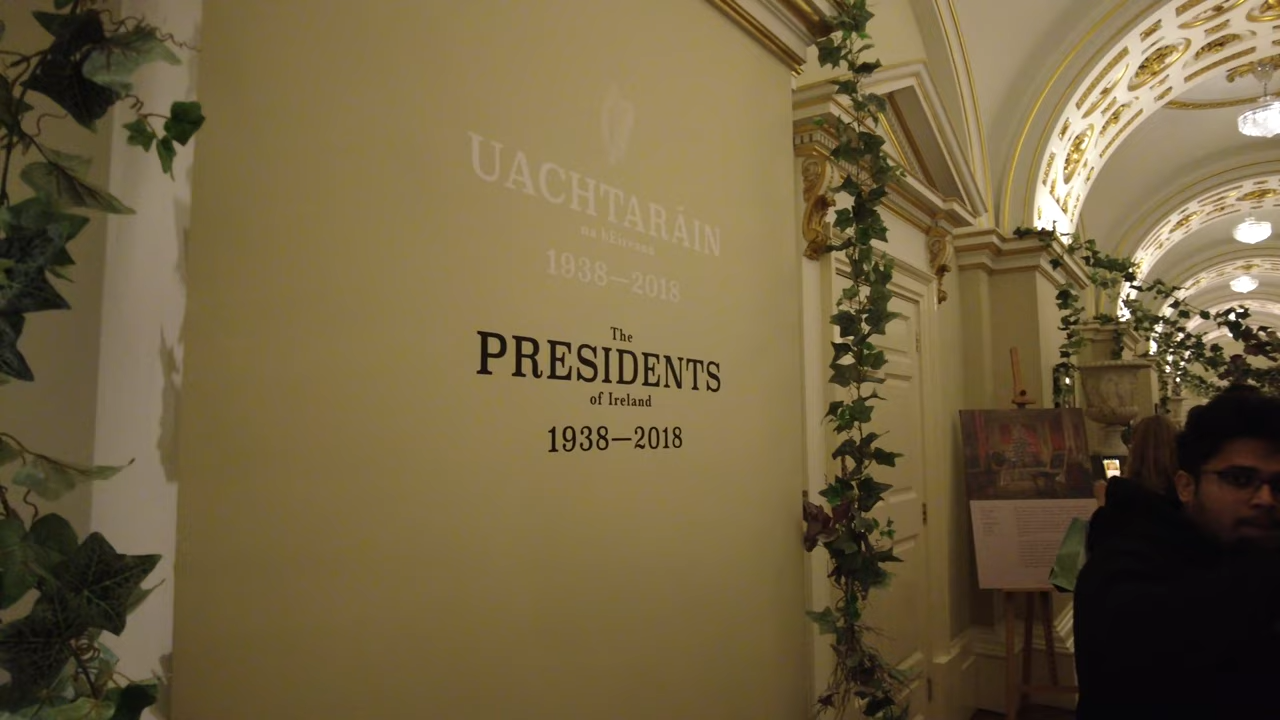 UACHTARÁIN
na hÉireann
1938—2018
The
PRESIDENTS
of Ireland
1938—2018